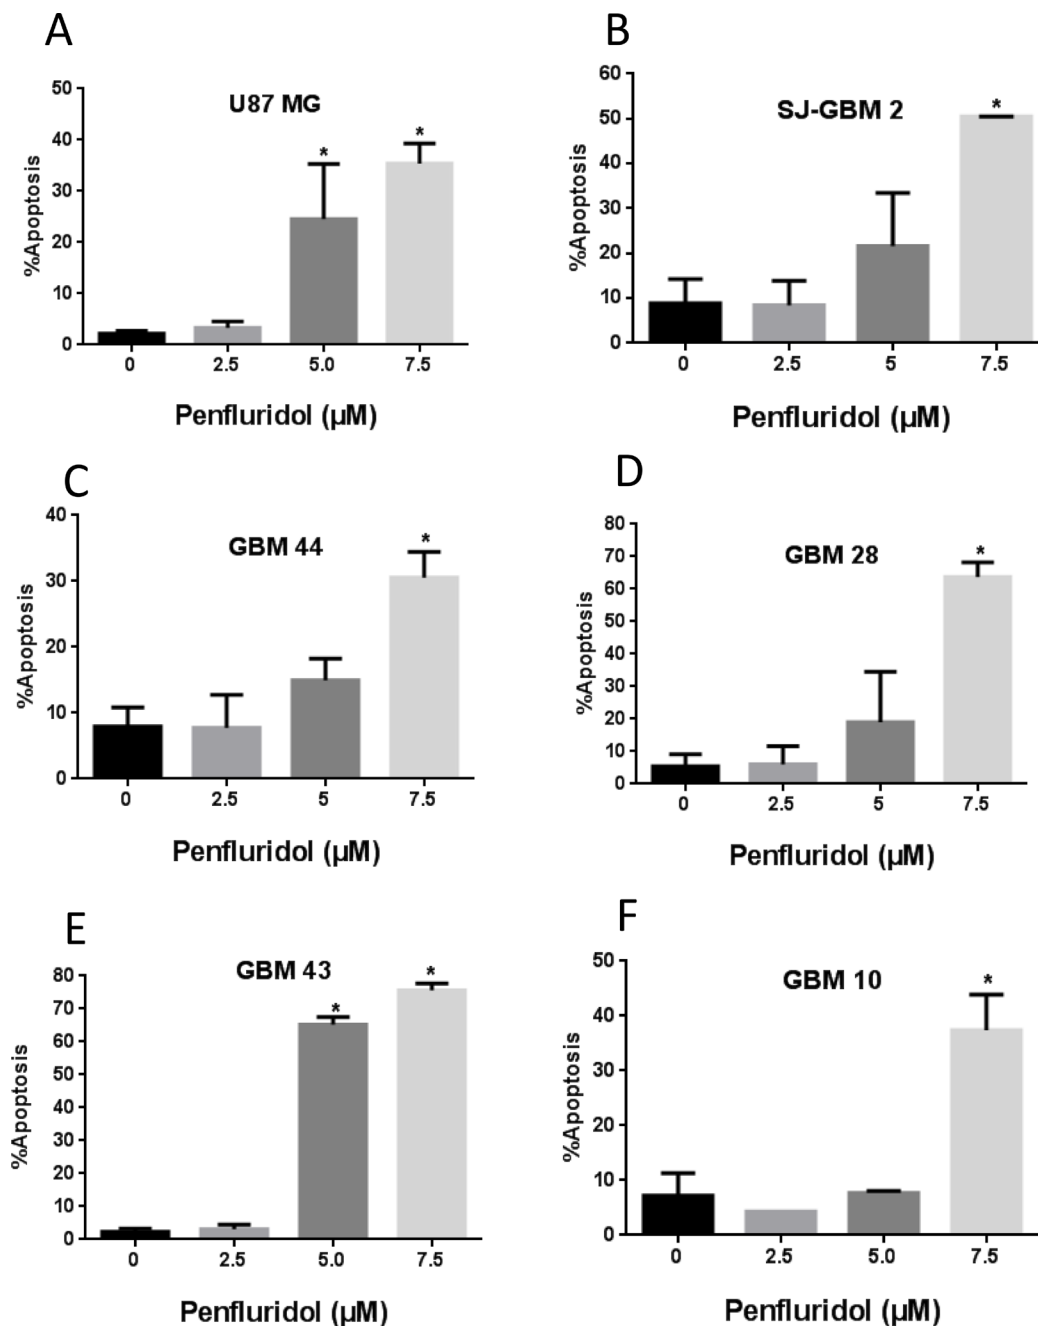 A
U87 MG
50
40
30
20
10
0
%Apoptosis
* *
0 2.5 5.0 7.5
Penfluridol (µM)
B
SJ-GBM 2
60
50
40
30
20
10
0
%Apoptosis
*
0 2.5 5 7.5
Penfluridol (µM)
C
GBM 44
40
30
20
10
0
%Apoptosis
*
0 2.5 5 7.5
Penfluridol (µM)
D
GBM 28
80
70
60
50
40
30
20
10
0
%Apoptosis
*
0 2.5 5 7.5
Penfluridol (µM)
E
GBM 43
80
70
60
50
40
30
20
10
0
%Apoptosis
* *
0 2.5 5.0 7.5
Penfluridol (µM)
F
GBM 10
50
40
30
20
10
0
%Apoptosis
*
0 2.5 5.0 7.5
Penfluridol (µM)